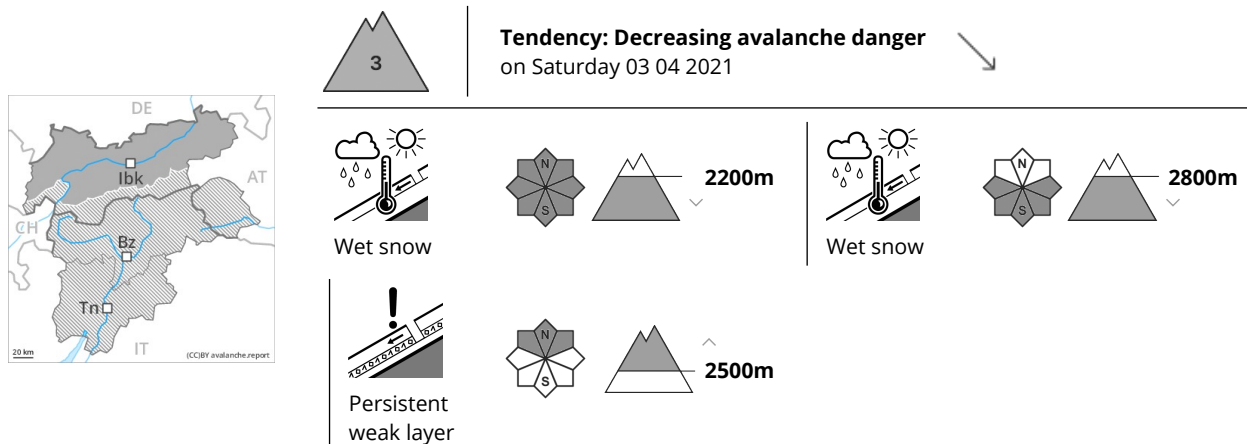 3
Tendency: Decreasing avalanche danger
on Saturday 03 04 2021
DE
Ibk
AT
CH
Bz
Tn
IT
20 km
(CC)BY avalanche.report
N
S
2200m
Wet snow
N
S
2800m
Wet snow
N
S
2500m
Persistent
weak layer